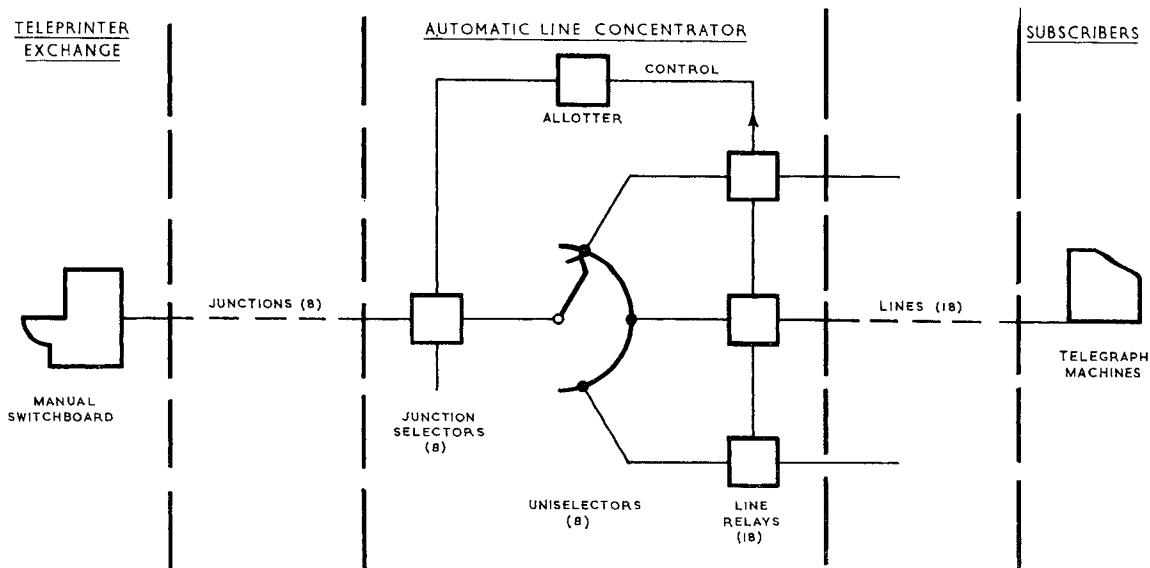 TELEPRINTER
EXCHANGE
AUTOMATIC LINE CONCENTRATOR
SUBSCRIBERS
CONTROL
ALLOTTER
JUNCTIONS (8)
LINES (18)
MANUAL
SWITCHBOARD
JUNCTION
SELECTORS
(8)
UNISELECTORS
(8)
LINE
RELAYS
(18)
TELEGRAPH
MACHINES